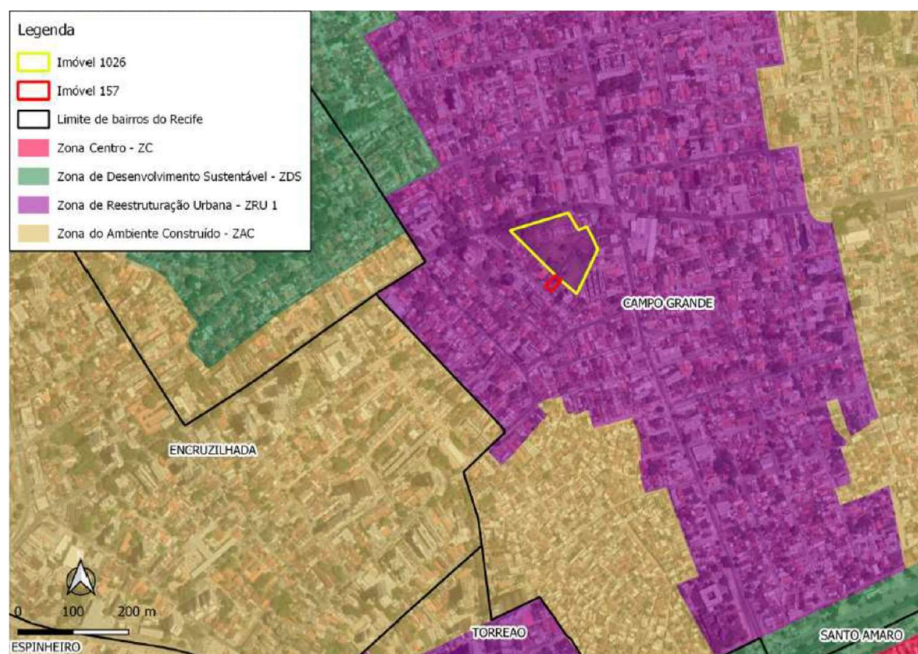 Legenda
Imóvel 1026
Imóvel 157
Limite de bairros do Recife
Zona Centro - ZC
Zona de Desenvolvimento Sustentável - ZDS
Zona de Reestruturação Urbana - ZRU 1
Zona do Ambiente Construído - ZAC
CAMPO GRANDE
ENCRUZILHADA
0 100 200 m
TORREAO
SANTO AMARO
ESPINHEIRO